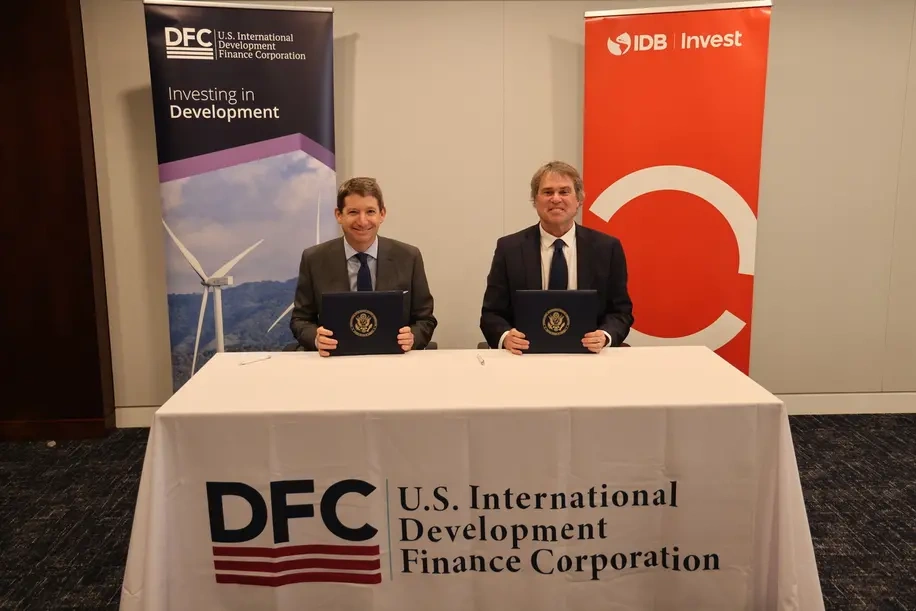 DFC
U.S. International
Development
Finance Corporation
Investing in
Development
IDB Invest
DFC
U.S. International
Development
Finance Corporation